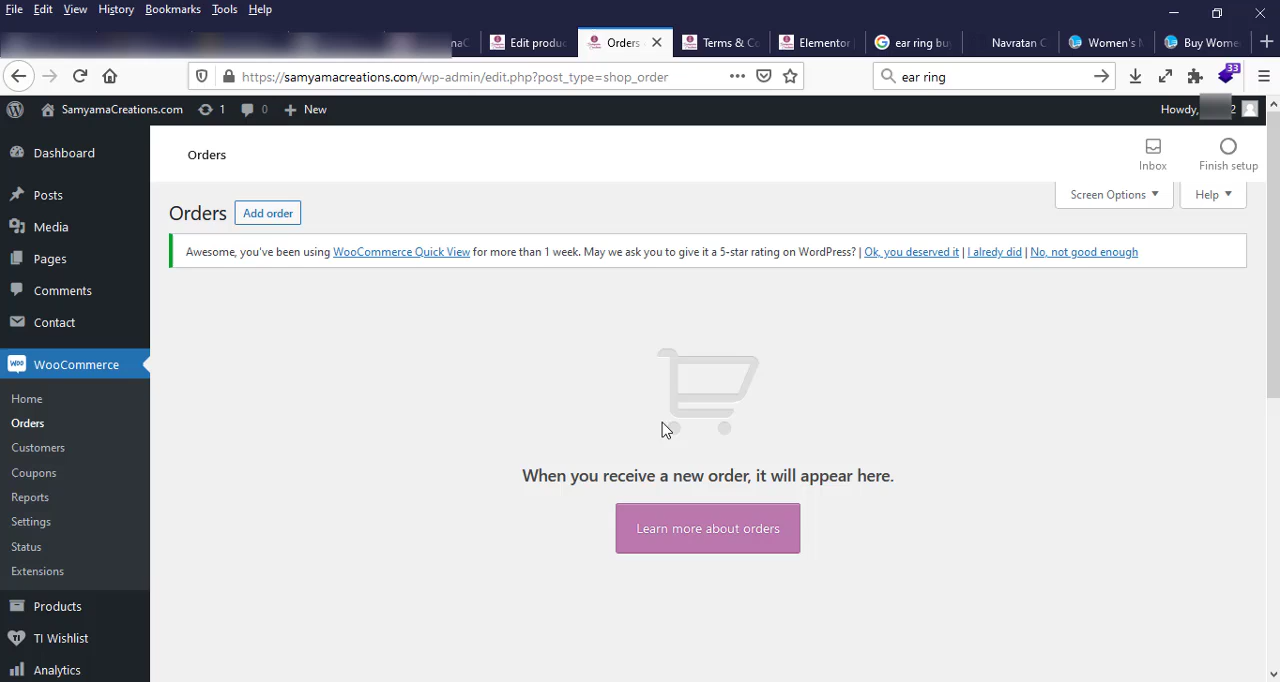 File Edit View History Bookmarks Tools Help
Edit produc
Orders
Terms & Co
Elementor
ear ring bu
Navratan C
Women's N
Buy Wome
https://samyamacreations.com/wp-admin/edit.php?post_type=shop_order
ear ring
33
SamyamaCreations.com 1 0 New
Howdy, 2
Dashboard
Posts
Media
Pages
Comments
Contact
WooCommerce
Home
Orders
Customers
Coupons
Reports
Settings
Status
Extensions
Products
TI Wishlist
Analytics
Orders
Inbox
Finish setup
Screen Options
Help
Orders
Add order
Awesome, you've been using WooCommerce Quick View for more than 1 week. May we ask you to give it a 5-star rating on WordPress? | Ok, you deserved it | I alredy did | No, not good enough
When you receive a new order, it will appear here.
Learn more about orders